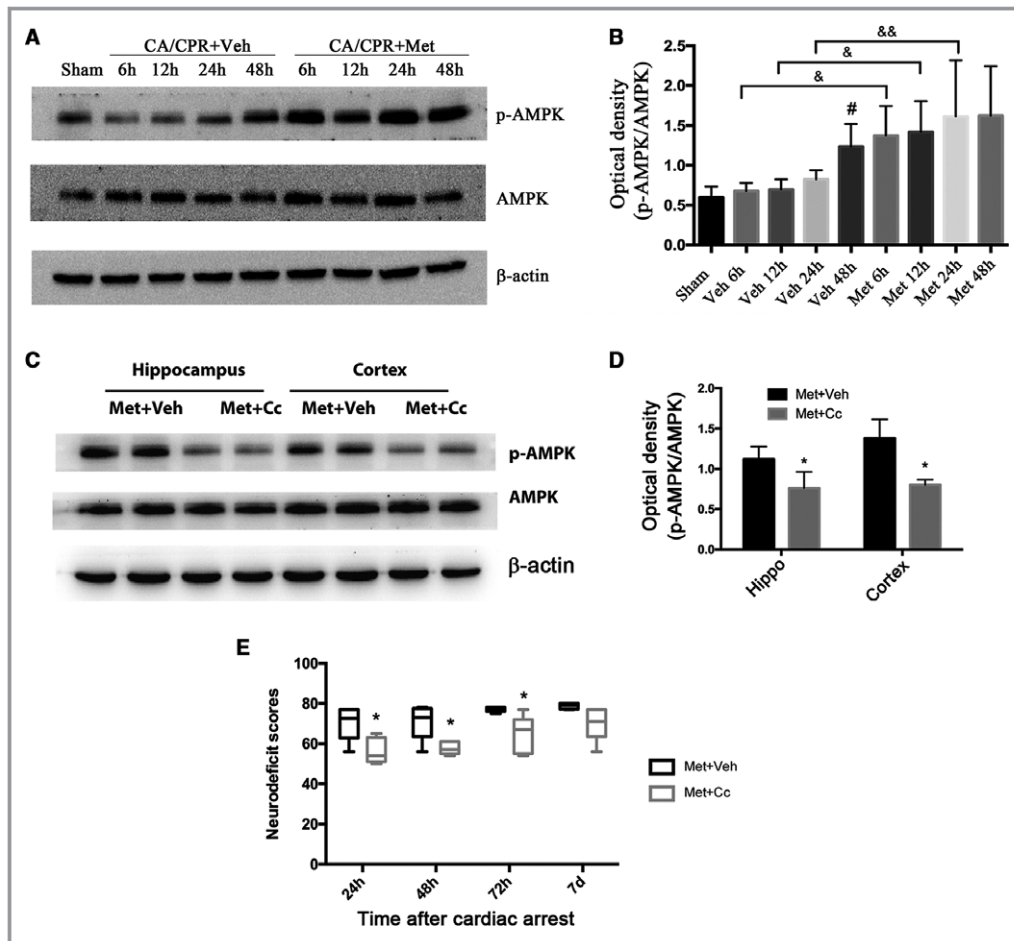 A
CA/CPR+Veh CA/CPR+Met
Sham 6h 12h 24h 48h 6h 12h 24h 48h
p-AMPK
AMPK
β-actin
B
Optical density
(p-AMPK/AMPK)
2.5
2.0
1.5
1.0
0.5
0.0
&&
&
&
#
Sham Veh 6h Veh 12h Veh 24h Veh 48h Met 6h Met 12h Met 24h Met 48h
C
Hippocampus Cortex
Met+Veh Met+Cc Met+Veh Met+Cc
p-AMPK
AMPK
β-actin
D
Optical density
(p-AMPK/AMPK)
2.0
1.5
1.0
0.5
0.0
Met+Veh
Met+Cc
* *
Hippo Cortex
E
Neurodeficit scores
100
80
60
40
20
0
* * *
Met+Veh
Met+Cc
24h 48h 72h 7d
Time after cardiac arrest